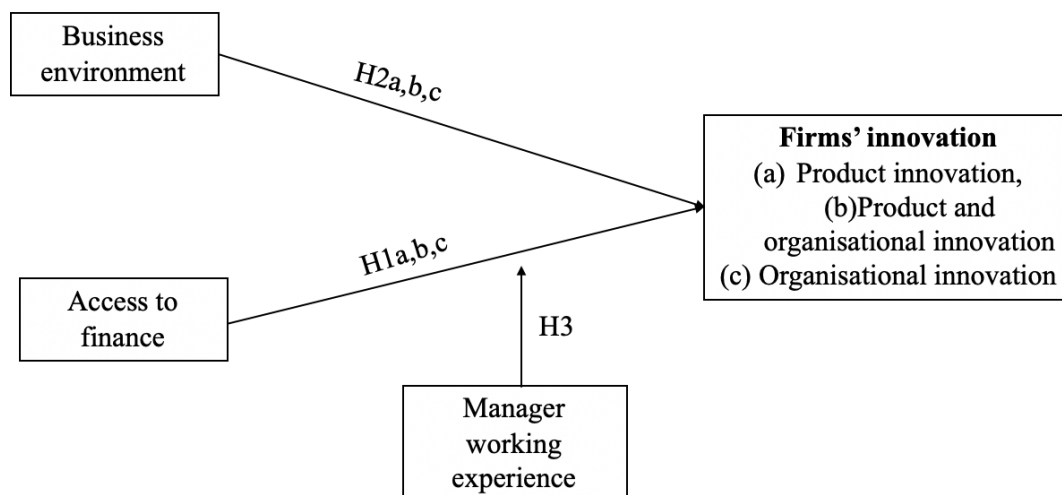 Business
environment
H2a,b,c
Firms’ innovation
(a) Product innovation,
(b)Product and
organisational innovation
(c) Organisational innovation
H1a,b,c
Access to
finance
H3
Manager
working
experience